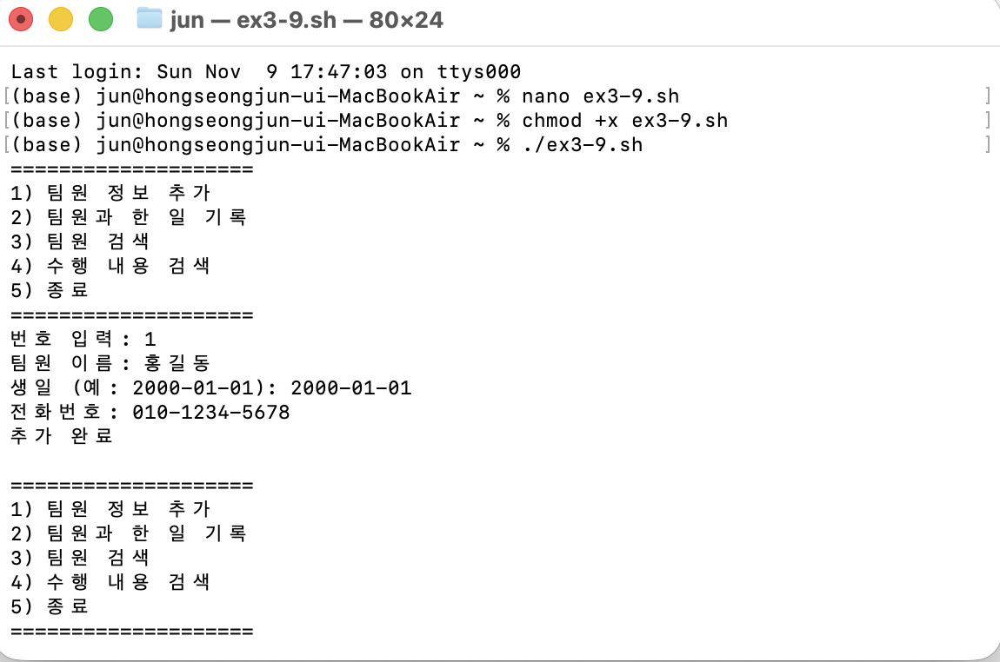 jun — ex3-9.sh — 80×24
Last login: Sun Nov  9 17:47:03 on ttys000
[(base) jun@hongseongjun-ui-MacBookAir ~ % nano ex3-9.sh ]
[(base) jun@hongseongjun-ui-MacBookAir ~ % chmod +x ex3-9.sh ]
[(base) jun@hongseongjun-ui-MacBookAir ~ % ./ex3-9.sh ]
====================
1) 팀원 정보 추가
2) 팀원과 한 일 기록
3) 팀원 검색
4) 수행 내용 검색
5) 종료
====================
번호 입력: 1
팀원 이름: 홍길동
생일 (예: 2000-01-01): 2000-01-01
전화번호: 010-1234-5678
추가 완료

====================
1) 팀원 정보 추가
2) 팀원과 한 일 기록
3) 팀원 검색
4) 수행 내용 검색
5) 종료
====================